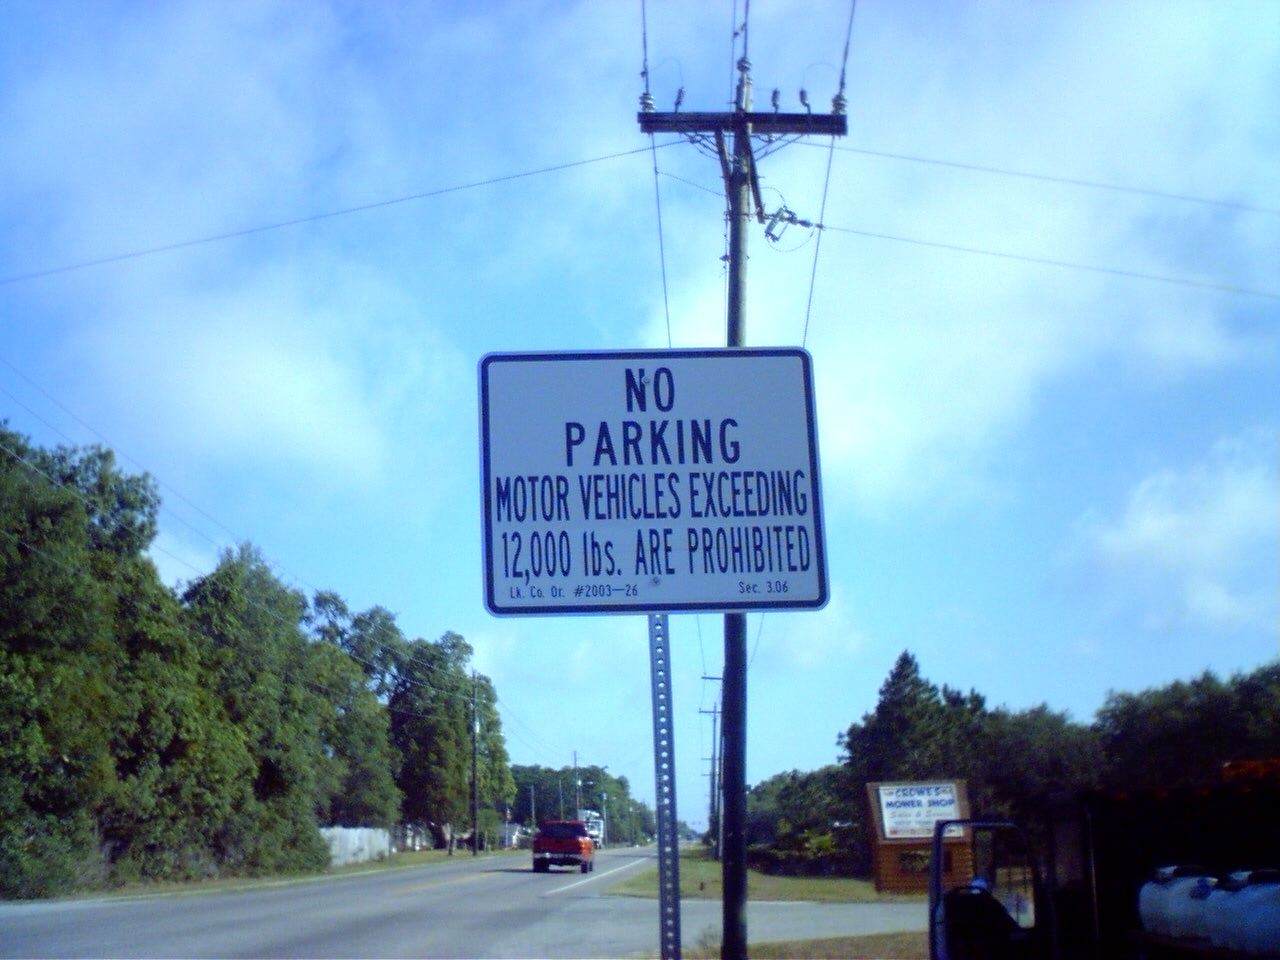 NO
PARKING
MOTOR VEHICLES EXCEEDING
12,000 lbs. ARE PROHIBITED
Lk. Co. Or. #2003—26 Sec. 3.06
CROWE'S
MOWER SHOP
Sales &